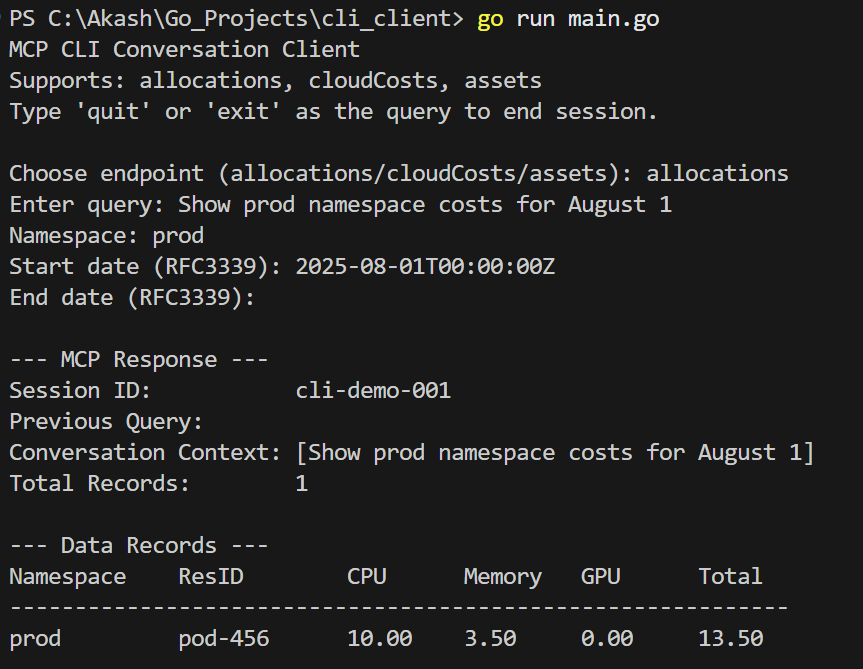 PS C:\Akash\Go_Projects\cli_client> go run main.go
MCP CLI Conversation Client
Supports: allocations, cloudCosts, assets
Type 'quit' or 'exit' as the query to end session.

Choose endpoint (allocations/cloudCosts/assets): allocations
Enter query: Show prod namespace costs for August 1
Namespace: prod
Start date (RFC3339): 2025-08-01T00:00:00Z
End date (RFC3339):

--- MCP Response ---
Session ID:           cli-demo-001
Previous Query:
Conversation Context: [Show prod namespace costs for August 1]
Total Records:        1

--- Data Records ---
Namespace    ResID        CPU      Memory   GPU      Total
------------------------------------------------------------
prod         pod-456      10.00    3.50     0.00     13.50